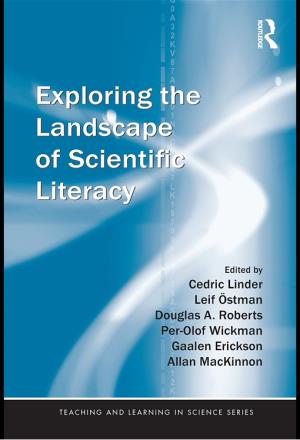 Routledge
Exploring the
Landscape
of Scientific
Literacy
Edited by
Cedric Linder
Leif Östman
Douglas A. Roberts
Per-Olof Wickman
Gaalen Erickson
Allan MacKinnon
TEACHING AND LEARNING IN SCIENCE SERIES